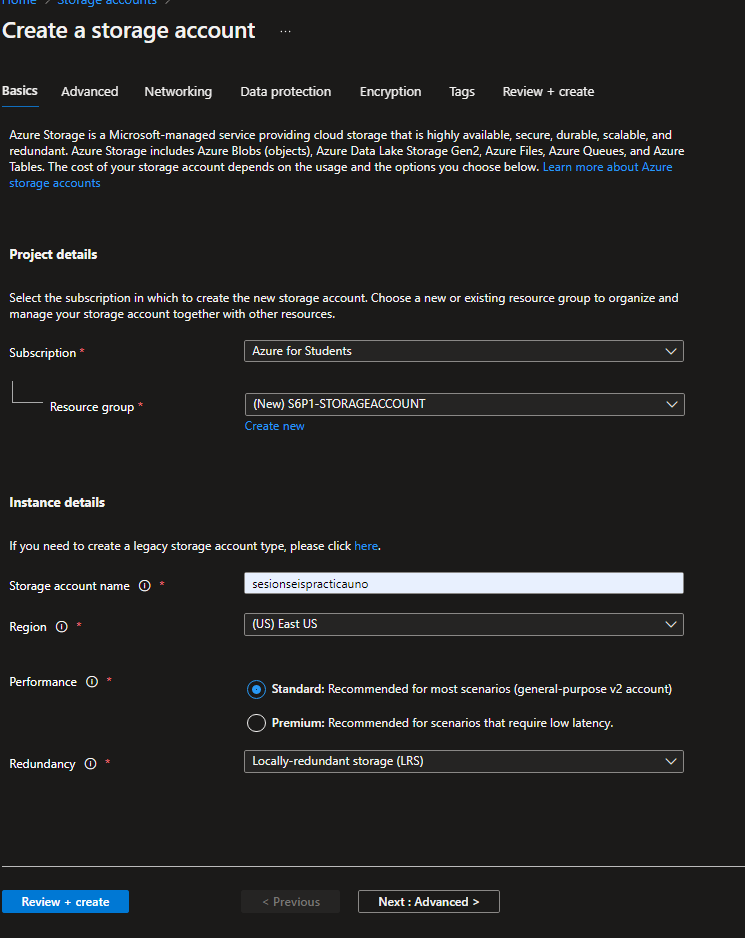 Home > Storage accounts >
Create a storage account ...
Basics Advanced Networking Data protection Encryption Tags Review + create
Azure Storage is a Microsoft-managed service providing cloud storage that is highly available, secure, durable, scalable, and
redundant. Azure Storage includes Azure Blobs (objects), Azure Data Lake Storage Gen2, Azure Files, Azure Queues, and Azure
Tables. The cost of your storage account depends on the usage and the options you choose below. Learn more about Azure
storage accounts
Project details
Select the subscription in which to create the new storage account. Choose a new or existing resource group to organize and
manage your storage account together with other resources.
Subscription * Azure for Students
Resource group * (New) S6P1-STORAGEACCOUNT
Create new
Instance details
If you need to create a legacy storage account type, please click here.
Storage account name * sesionseispracticauno
Region * (US) East US
Performance * Standard: Recommended for most scenarios (general-purpose v2 account)
Premium: Recommended for scenarios that require low latency.
Redundancy * Locally-redundant storage (LRS)
Review + create < Previous Next : Advanced >